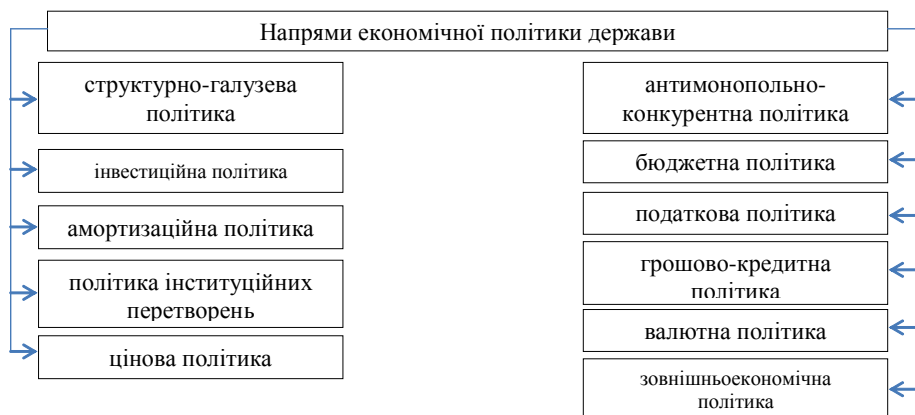 Напрями економічної політики держави
структурно-галузева
політика
інвестиційна політика
амортизаційна політика
політика інституційних
перетворень
цінова політика
антимонопольно-
конкурентна політика
бюджетна політика
податкова політика
грошово-кредитна
політика
валютна політика
зовнішньоекономічна
політика